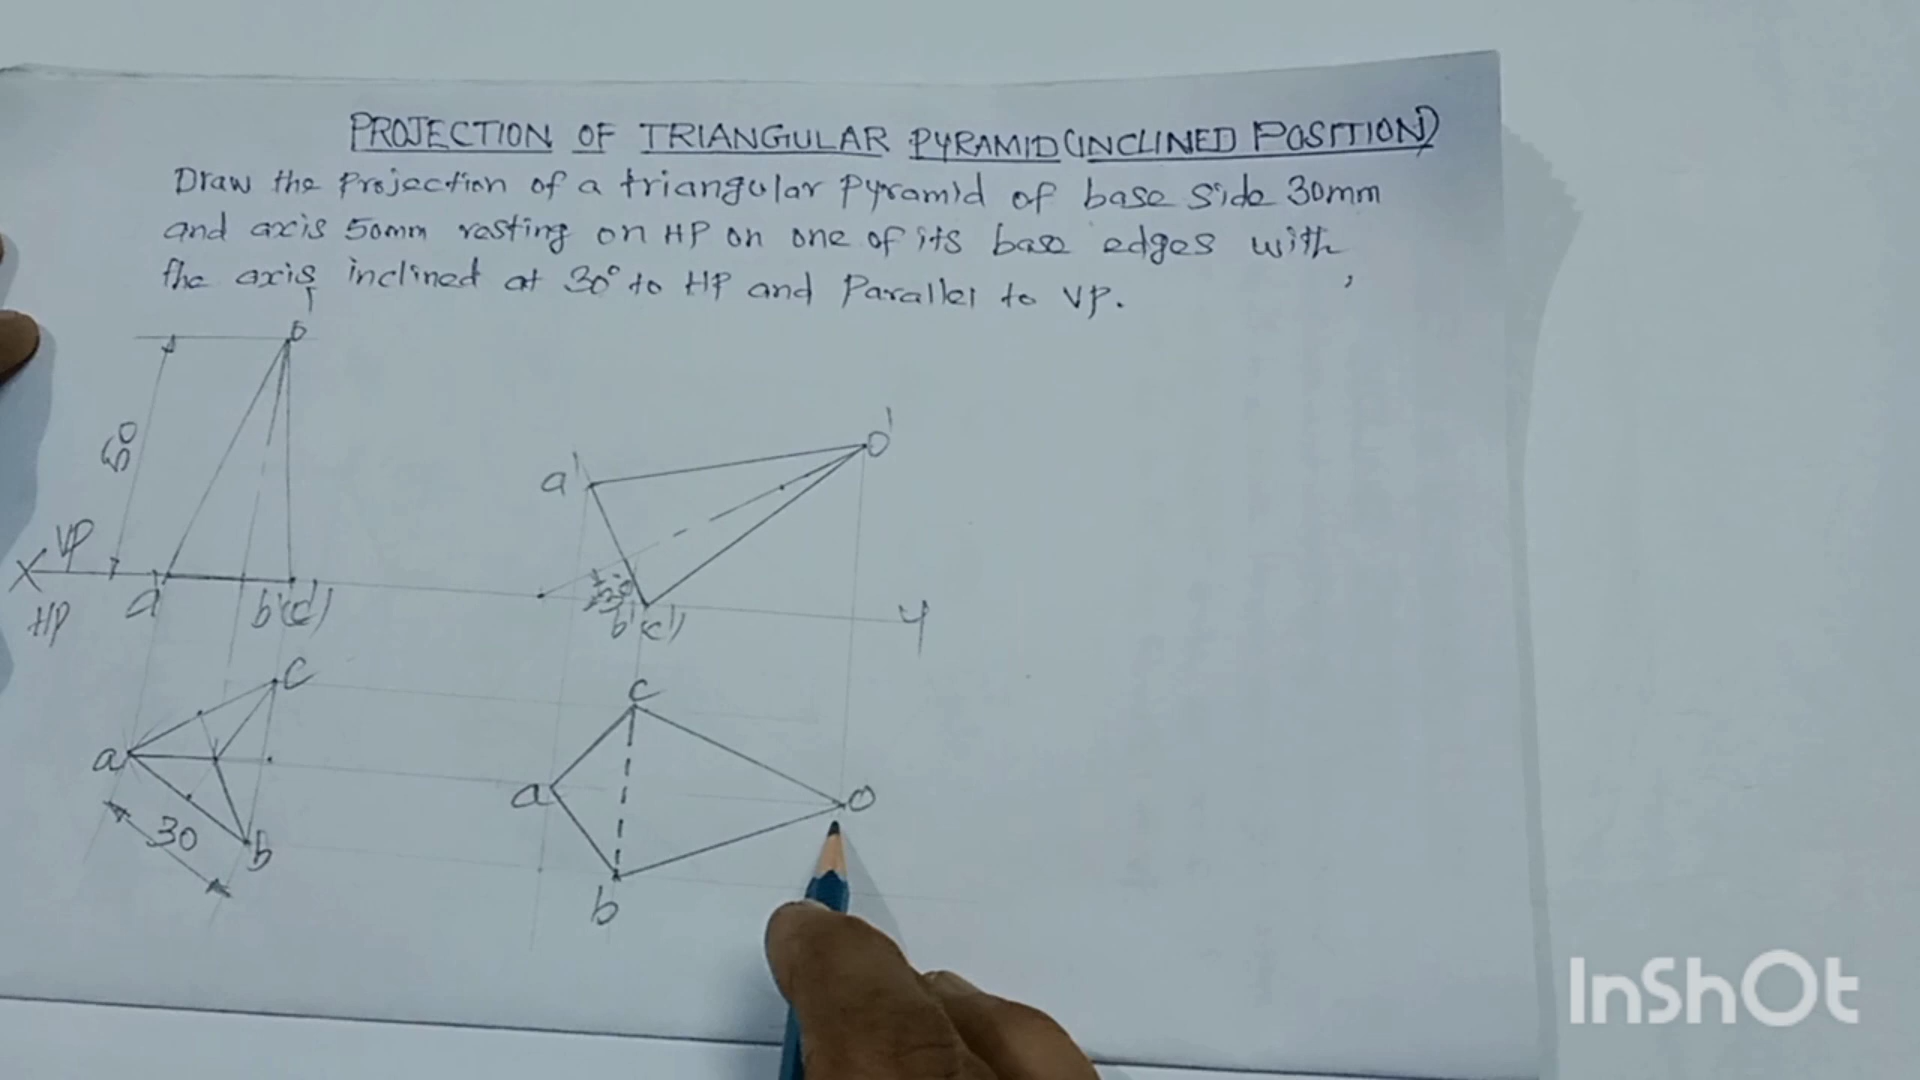 PROJECTION OF TRIANGULAR PYRAMID (INCLINED POSITION)
Draw the projection of a triangular pyramid of base side 30mm
and axis 50mm resting on HP on one of its base edges with
the axis inclined at 30° to HP and Parallel to VP.
o'
50
a'
o'
X
VP
HP
a'
b'(c')
30°
b'(c')
Y
c
a
b
30
c
a
o
b
InShOt